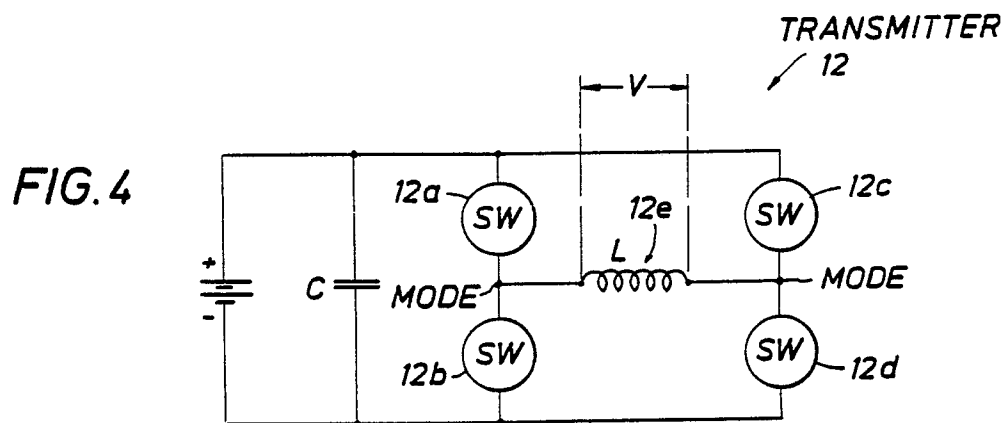 TRANSMITTER
12
V
FIG. 4
12a
SW
12e
L
12c
SW
+
-
C
MODE
MODE
12b
SW
SW
12d